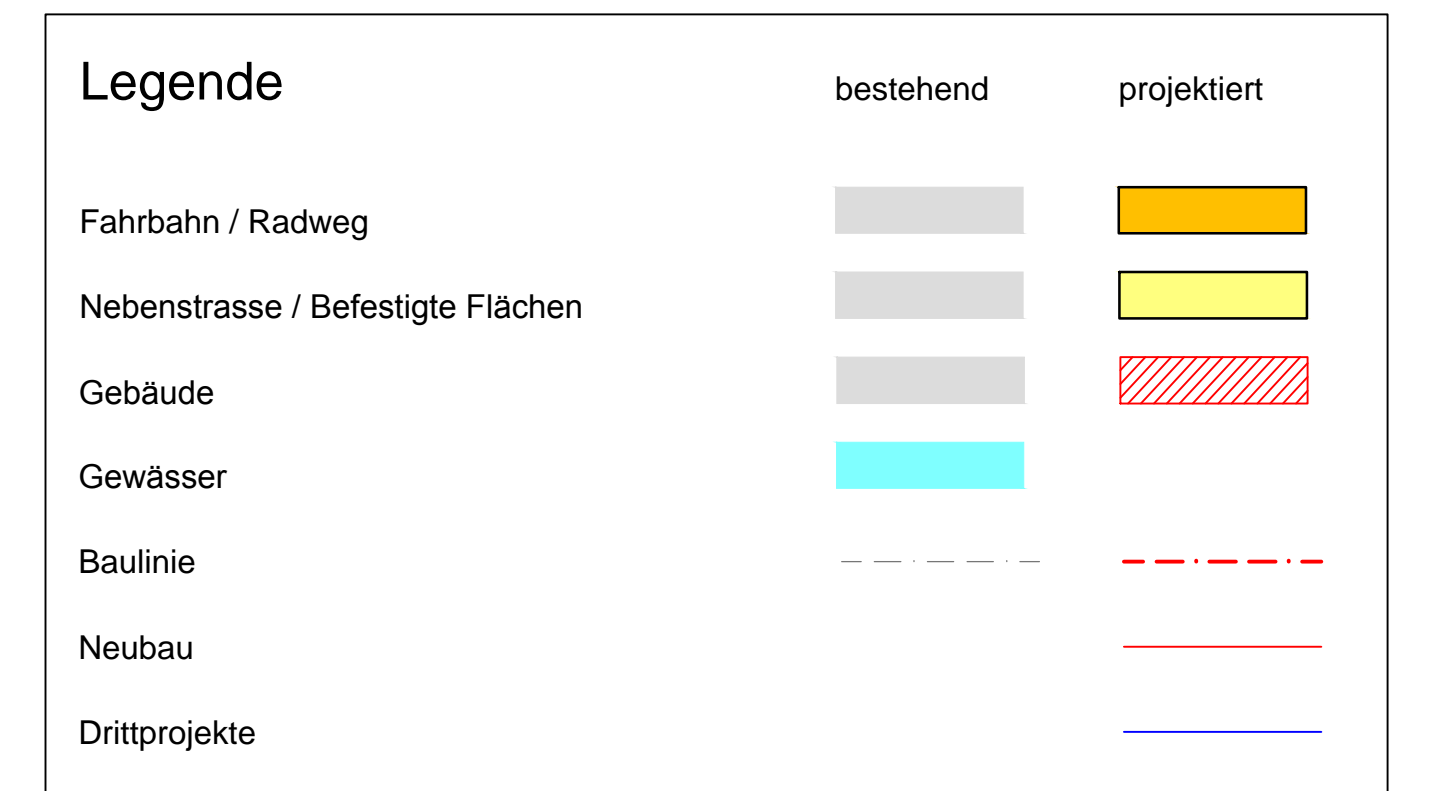 Legende bestehend projektiert
Fahrbahn / Radweg
Nebenstrasse / Befestigte Flächen
Gebäude
Gewässer
Baulinie
Neubau
Drittprojekte